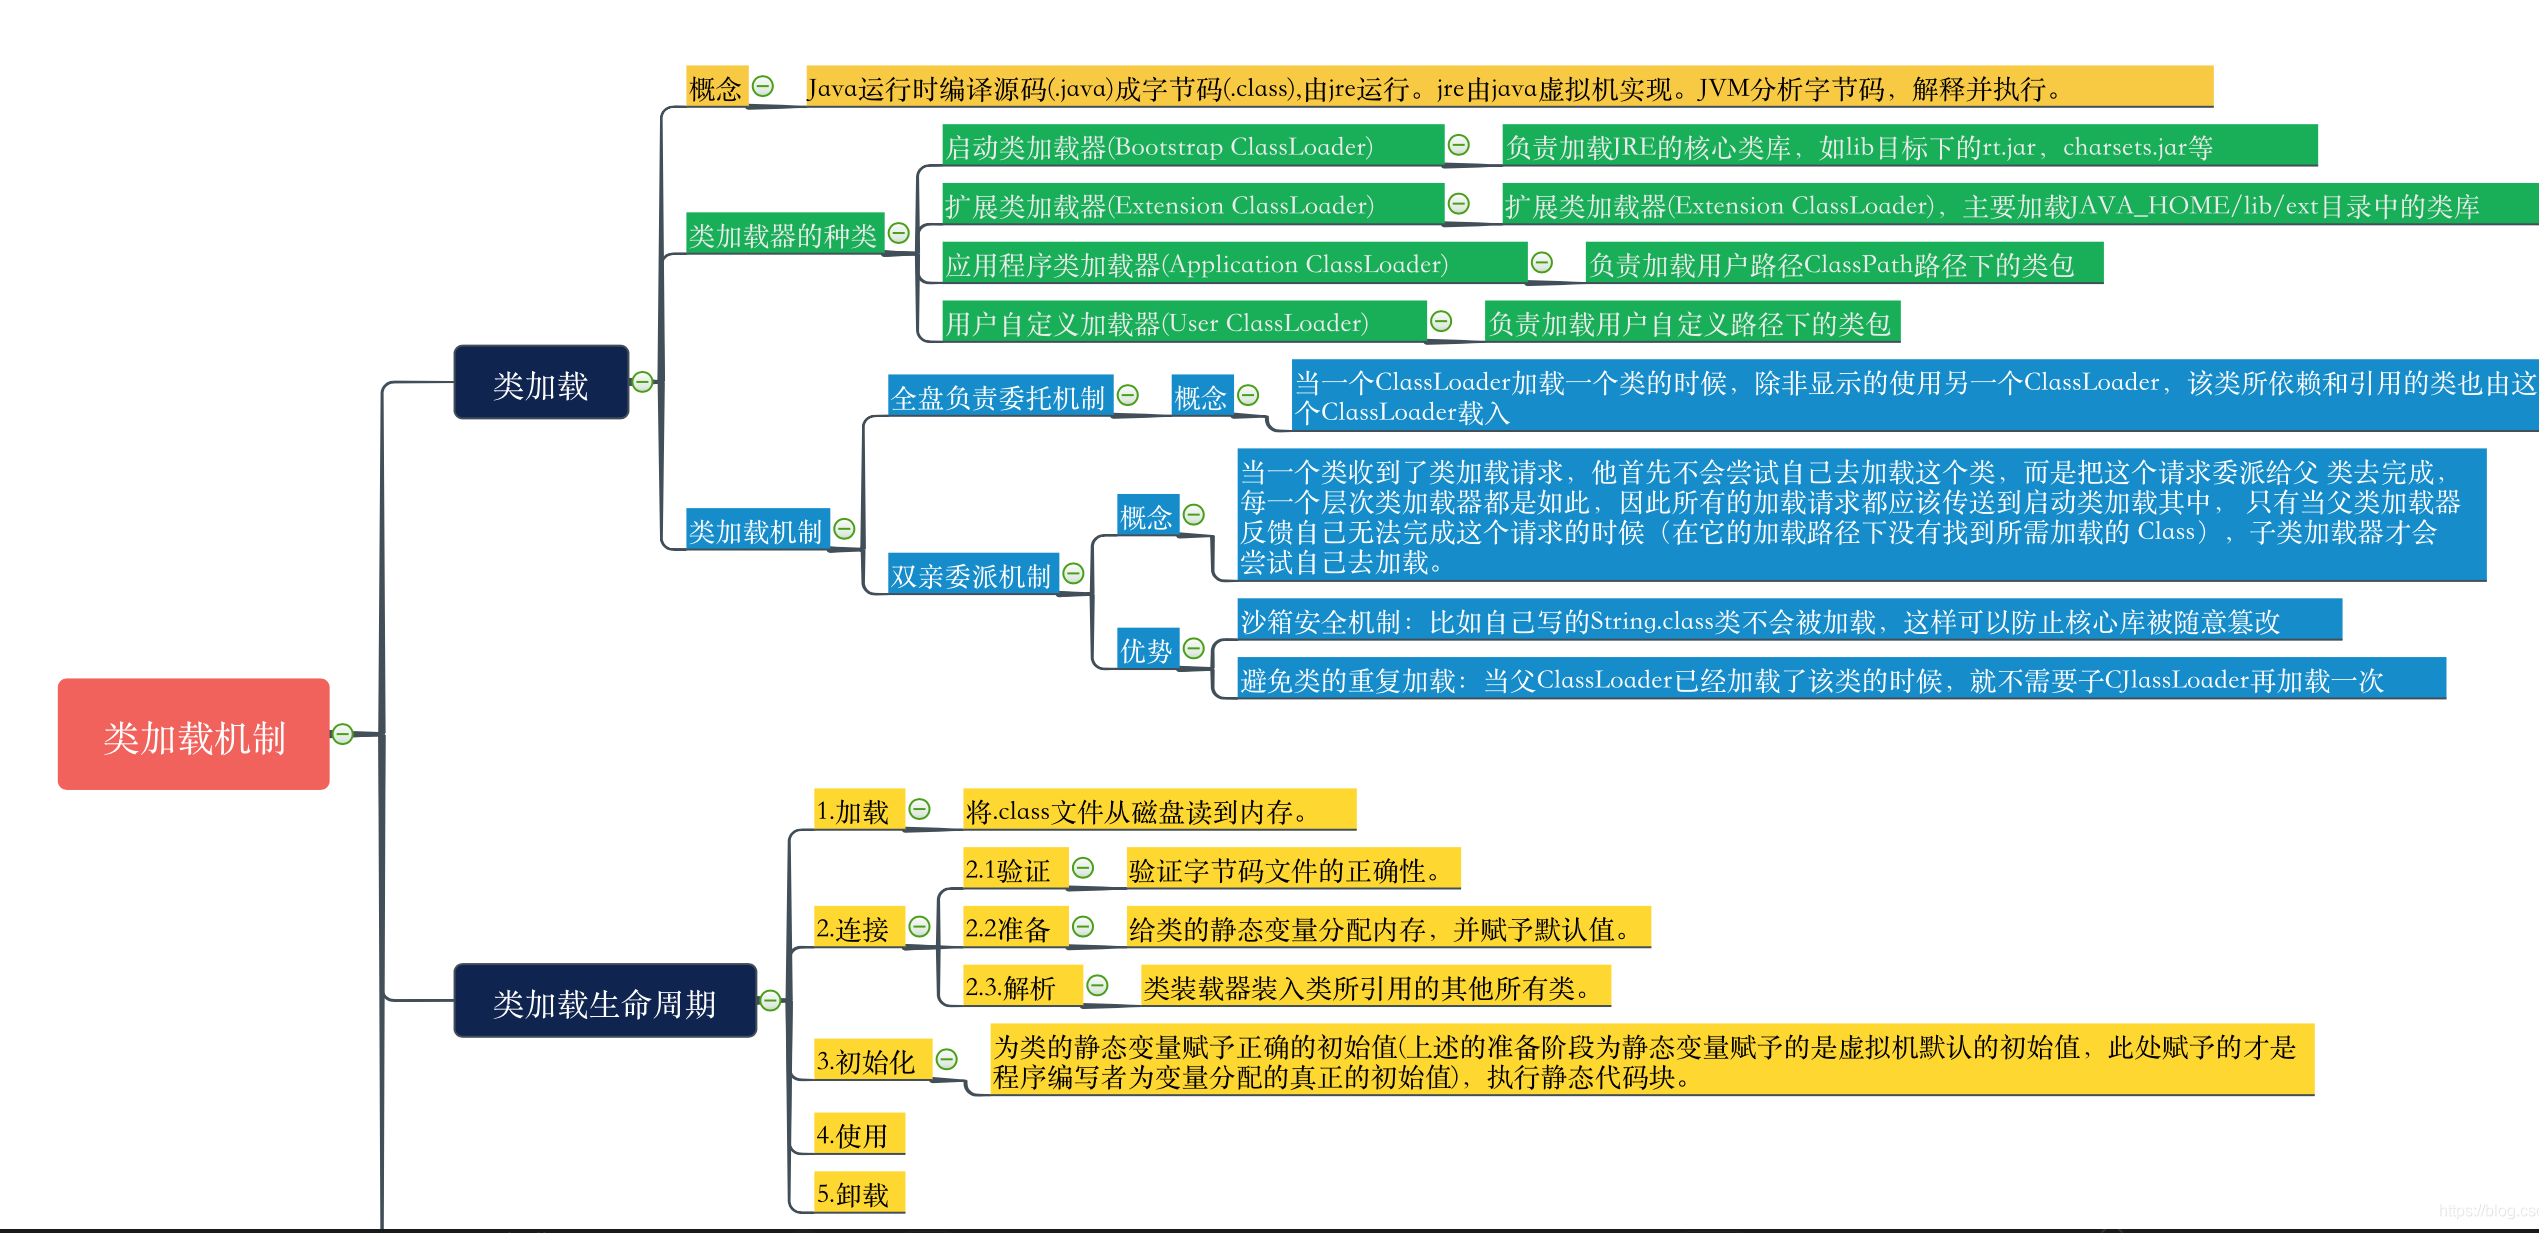 概念
Java运行时编译源码(.java)成字节码(.class),由jre运行。jre由java虚拟机实现。JVM分析字节码，解释并执行。
启动类加载器(Bootstrap ClassLoader)
负责加载JRE的核心类库，如lib目标下的rt.jar，charsets.jar等
扩展类加载器(Extension ClassLoader)
扩展类加载器(Extension ClassLoader)，主要加载JAVA_HOME/lib/ext目录中的类库
类加载器的种类
应用程序类加载器(Application ClassLoader)
负责加载用户路径ClassPath路径下的类包
用户自定义加载器(User ClassLoader)
负责加载用户自定义路径下的类包
类加载
全盘负责委托机制
概念
当一个ClassLoader加载一个类的时候，除非显示的使用另一个ClassLoader，该类所依赖和引用的类也由这
个ClassLoader载入
类加载机制
概念
当一个类收到了类加载请求，他首先不会尝试自己去加载这个类，而是把这个请求委派给父 类去完成，
每一个层次类加载器都是如此，因此所有的加载请求都应该传送到启动类加载其中， 只有当父类加载器
反馈自己无法完成这个请求的时候（在它的加载路径下没有找到所需加载的 Class），子类加载器才会
尝试自己去加载。
双亲委派机制
优势
沙箱安全机制：比如自己写的String.class类不会被加载，这样可以防止核心库被随意篡改
避免类的重复加载：当父ClassLoader已经加载了该类的时候，就不需要子CJlassLoader再加载一次
类加载机制
1.加载
将.class文件从磁盘读到内存。
2.1验证
验证字节码文件的正确性。
2.连接
2.2准备
给类的静态变量分配内存，并赋予默认值。
2.3.解析
类装载器装入类所引用的其他所有类。
类加载生命周期
3.初始化
为类的静态变量赋予正确的初始值(上述的准备阶段为静态变量赋予的是虚拟机默认的初始值，此处赋予的才是
程序编写者为变量分配的真正的初始值)，执行静态代码块。
4.使用
5.卸载
https://blog.cs